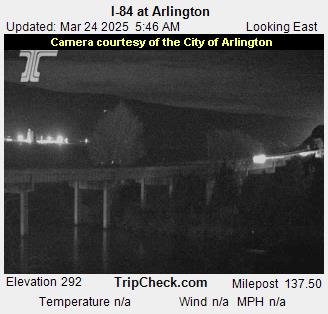 I-84 at Arlington
Updated: Mar 24 2025 5:46 AM Looking East
Camera courtesy of the City of Arlington
Elevation 292 TripCheck.com Milepost 137.50
Temperature n/a Wind n/a MPH n/a